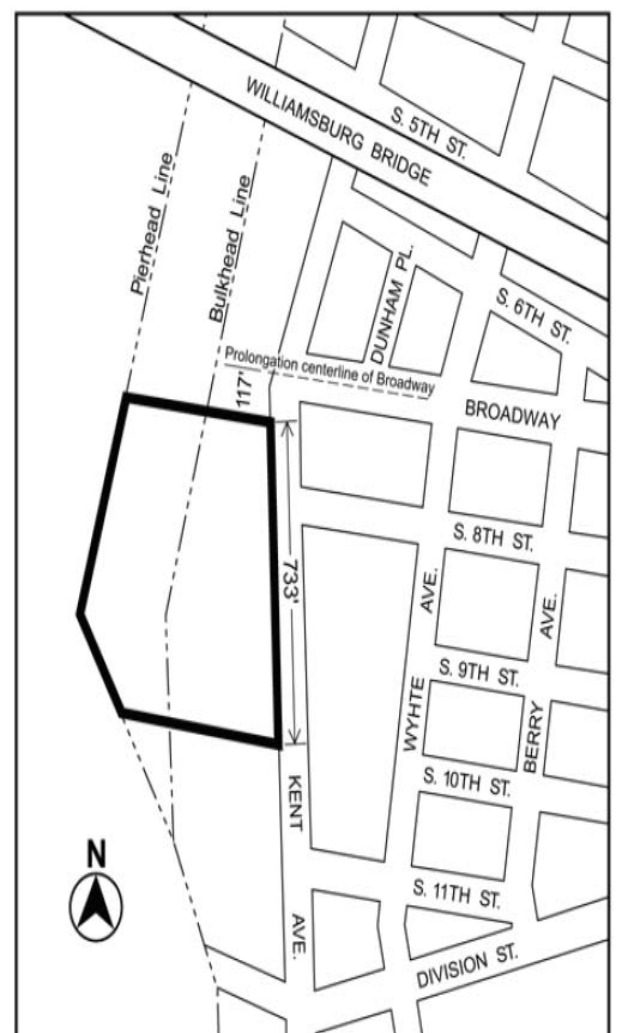 WILLIAMSBURG BRIDGE
S. 5TH ST.
Pierhead Line
Bulkhead Line
DUNHAM PL.
S. 6TH ST.
Prolongation centerline of Broadway
117'
BROADWAY
S. 8TH ST.
733'
AVE.
AVE.
S. 9TH ST.
WYHTE
BERRY
S. 10TH ST.
KENT
N
S. 11TH ST.
AVE.
DIVISION ST.